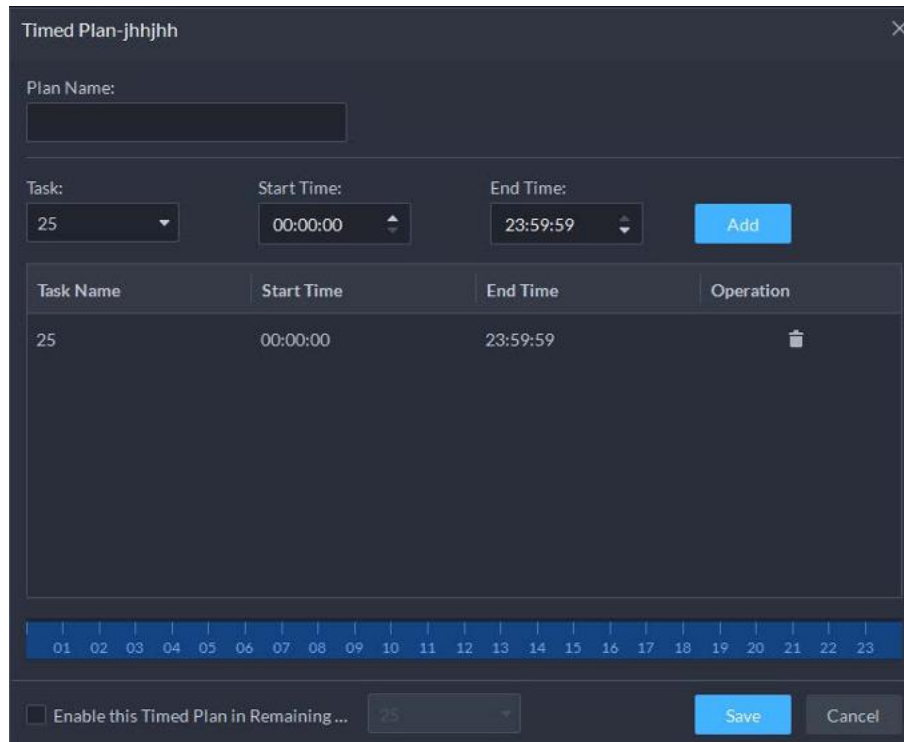 Timed Plan-jhhjhh
Plan Name:
Task: Start Time: End Time:
25 00:00:00 23:59:59 Add
Task Name Start Time End Time Operation
25 00:00:00 23:59:59
01 02 03 04 05 06 07 08 09 10 11 12 13 14 15 16 17 18 19 20 21 22 23
Enable this Timed Plan in Remaining ... 25 Save Cancel